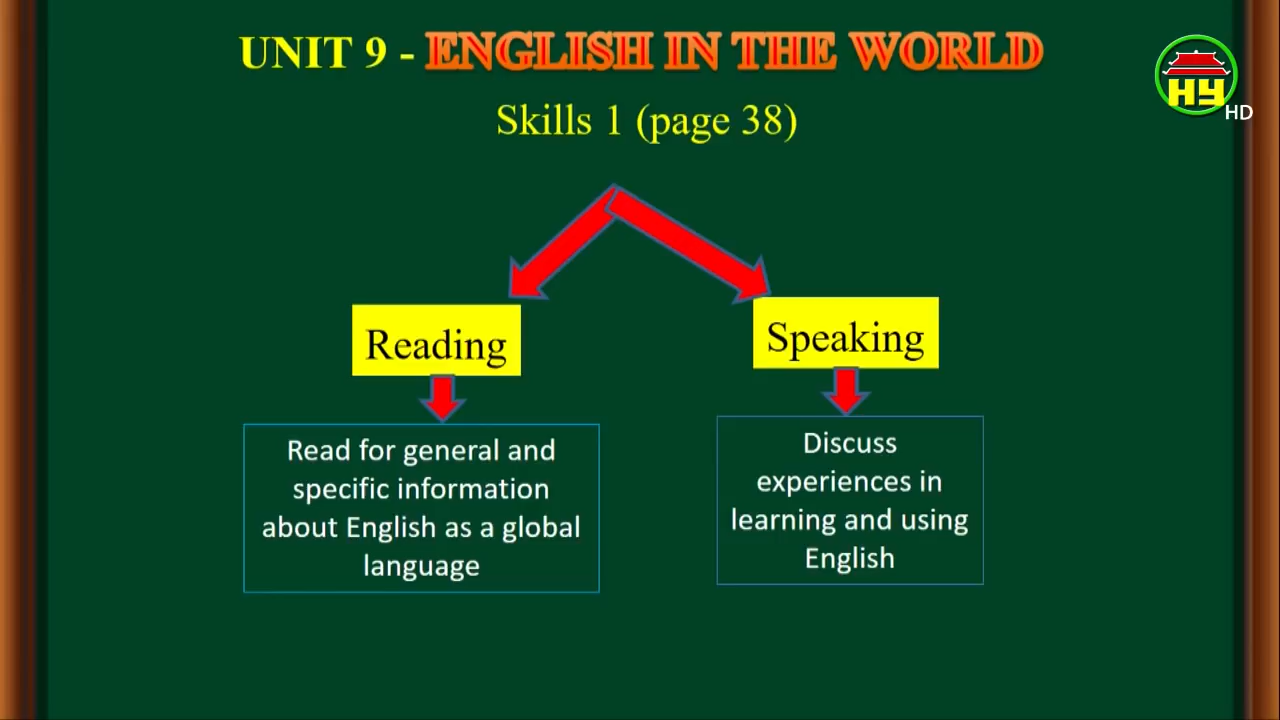 UNIT 9 - ENGLISH IN THE WORLD
HY
HD
Skills 1 (page 38)
Reading
Speaking
Read for general and
specific information
about English as a global
language
Discuss
experiences in
learning and using
English